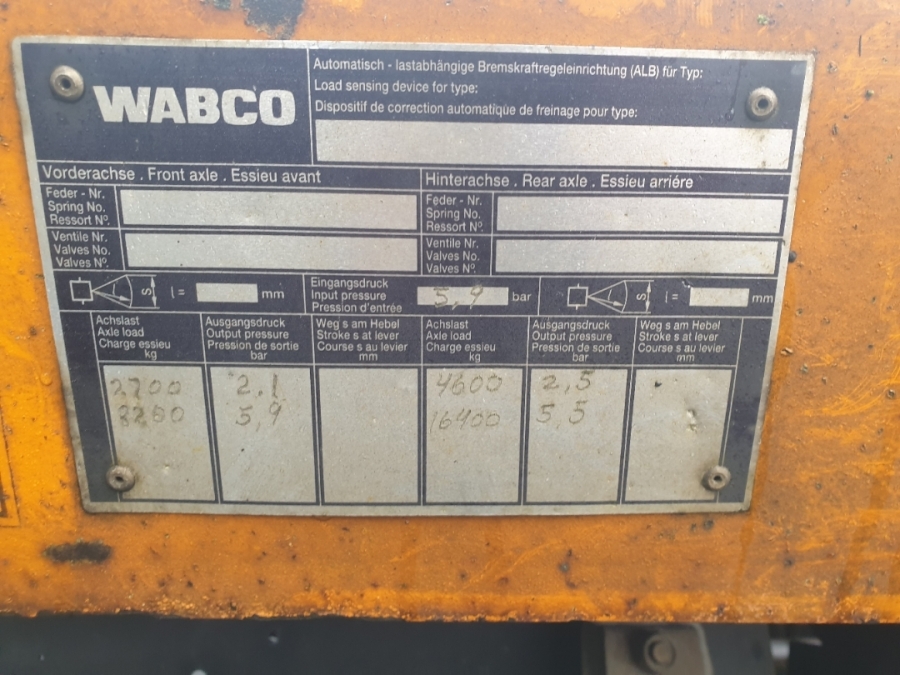 WABCO
Automatisch - lastabhängige Bremskraftregeleinrichtung (ALB) für Typ:
Load sensing device for type:
Dispositif de correction automatique de freinage pour type:
Vorderachse . Front axle . Essieu avant
Hinterachse . Rear axle . Essieu arriére
Feder - Nr.
Spring No.
Ressort Nº.
Feder - Nr.
Spring No.
Ressort Nº.
Ventile Nr.
Valves No.
Valves Nº.
Ventile Nr.
Valves No.
Valves Nº.
l = mm
S
Eingangsdruck
Input pressure
Pression d'entrée
5,9 bar
S
l = mm
Achslast
Axle load
Charge essieu
kg
Ausgangsdruck
Output pressure
Pression de sortie
bar
Weg s am Hebel
Stroke s at lever
Course s au levier
mm
Achslast
Axle load
Charge essieu
kg
Ausgangsdruck
Output pressure
Pression de sortie
bar
Weg s am Hebel
Stroke s at lever
Course s au levier
mm
2,1 4600 2,5
5,9 16400 5,5